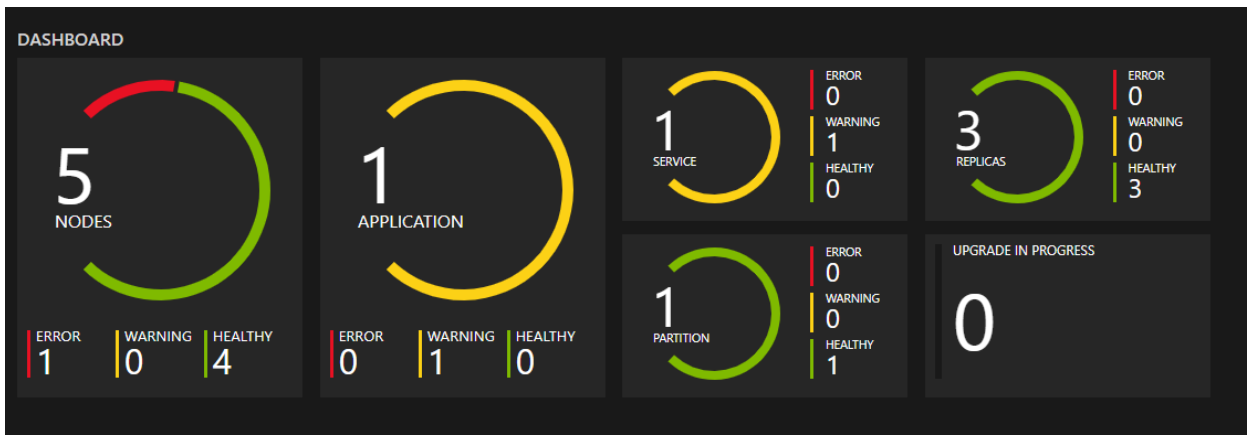 DASHBOARD
5
NODES
ERROR
1
WARNING
0
HEALTHY
4
1
APPLICATION
ERROR
0
WARNING
1
HEALTHY
0
1
SERVICE
ERROR
0
WARNING
1
HEALTHY
0
3
REPLICAS
ERROR
0
WARNING
0
HEALTHY
3
1
PARTITION
ERROR
0
WARNING
0
HEALTHY
1
UPGRADE IN PROGRESS
0